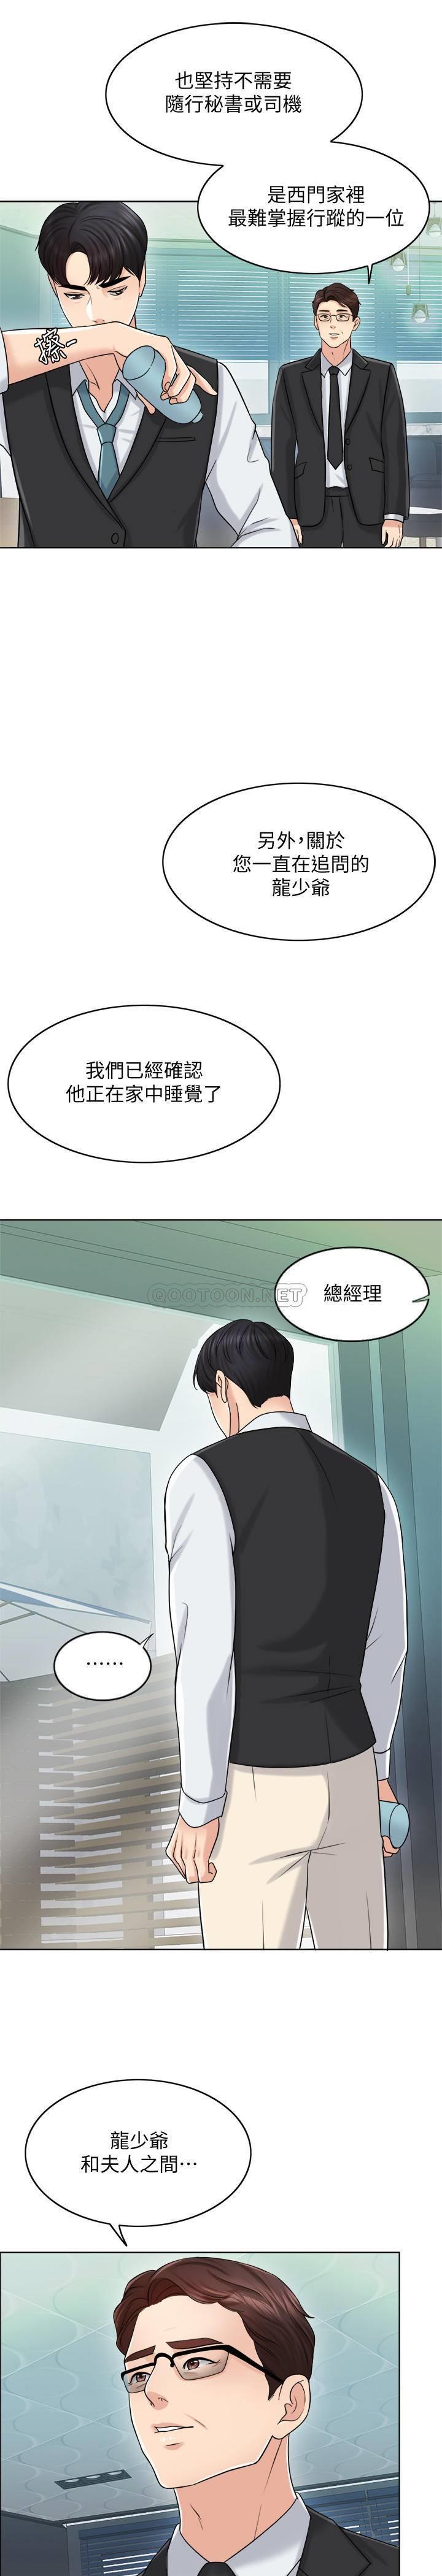 也堅持不需要
隨行秘書或司機
是西門家裡
最難掌握行蹤的一位
擦-
另外，關於
您一直在追問的
龍少爺
我們已經確認
他正在家中睡覺了
TOPTOON.NET
總經理
……
龍少爺
和夫人之間…